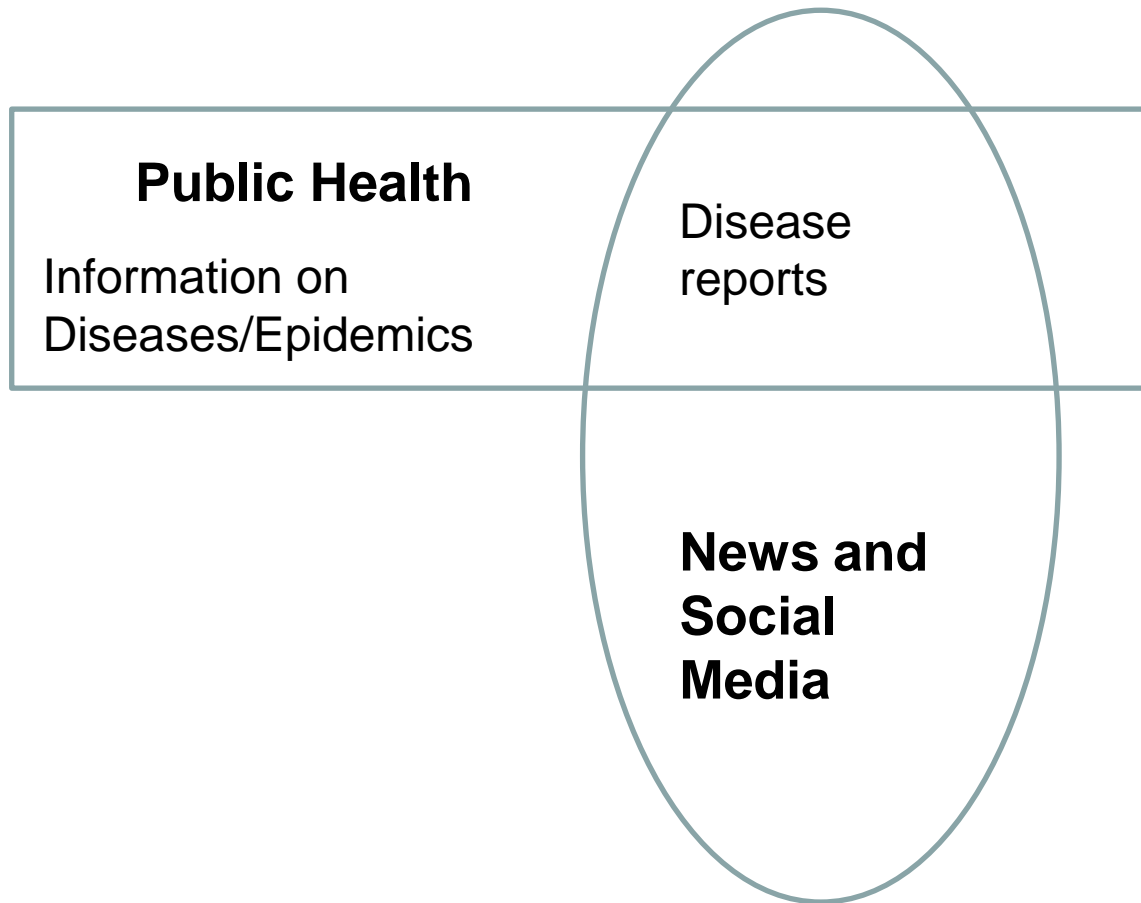 Public Health
Information on
Diseases/Epidemics
Disease
reports
News and
Social
Media